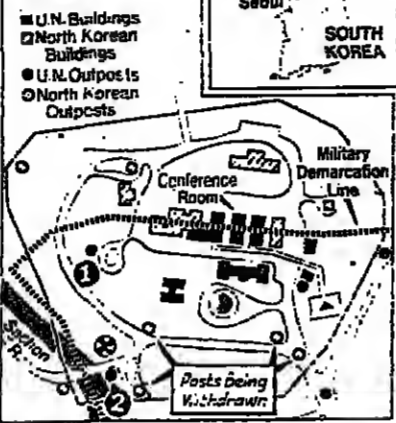 U.N. Buildings
North Korean
Buildings
U.N. Outposts
North Korean
Outposts
Seoul
SOUTH
KOREA
Military
Demarcation
Line
Conference
Room
1
2
Posts Being
Withdrawn